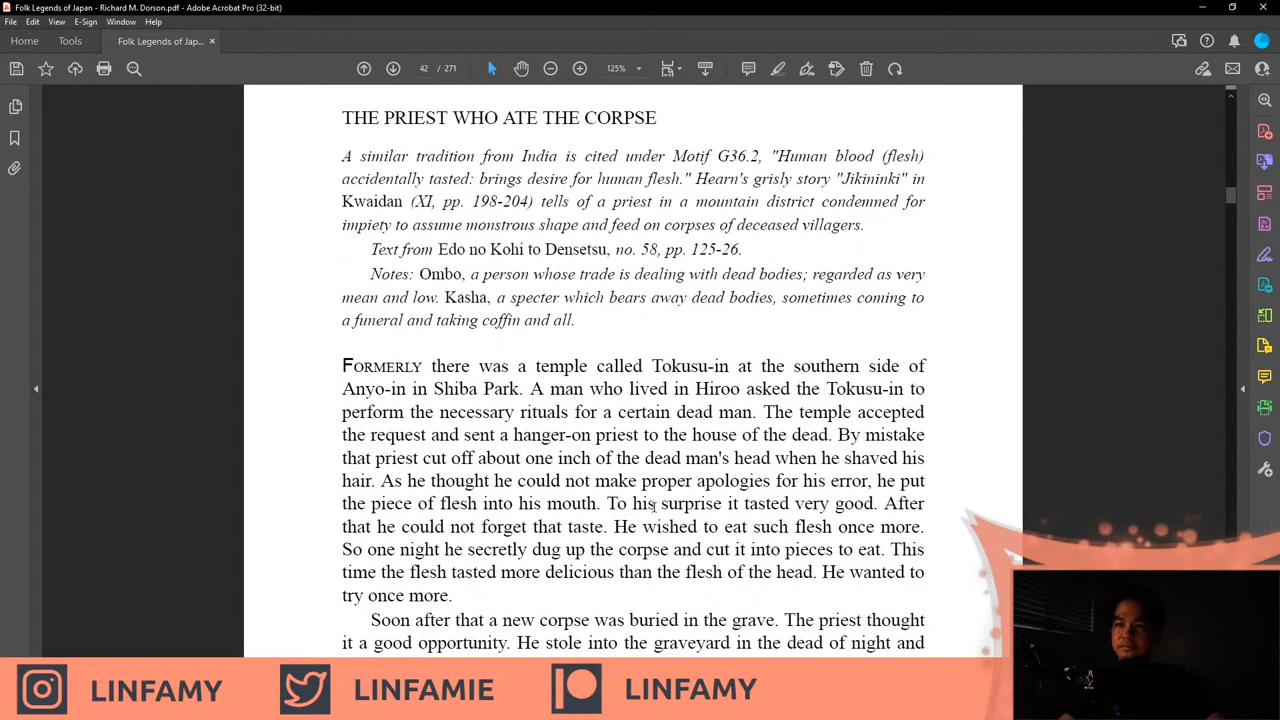 Folk Legends of Japan - Richard M. Dorson.pdf - Adobe Acrobat Pro (32-bit)
File Edit View E-Sign Window Help
Home Tools Folk Legends of Jap... ×
42 / 271 125%
THE PRIEST WHO ATE THE CORPSE
A similar tradition from India is cited under Motif G36.2, "Human blood (flesh)
accidentally tasted: brings desire for human flesh." Hearn's grisly story "Jikininki" in
Kwaidan (XI, pp. 198-204) tells of a priest in a mountain district condemned for
impiety to assume monstrous shape and feed on corpses of deceased villagers.
Text from Edo no Kohi to Densetsu, no. 58, pp. 125-26.
Notes: Ombo, a person whose trade is dealing with dead bodies; regarded as very
mean and low. Kasha, a specter which bears away dead bodies, sometimes coming to
a funeral and taking coffin and all.
FORMERLY there was a temple called Tokusu-in at the southern side of
Anyo-in in Shiba Park. A man who lived in Hiroo asked the Tokusu-in to
perform the necessary rituals for a certain dead man. The temple accepted
the request and sent a hanger-on priest to the house of the dead. By mistake
that priest cut off about one inch of the dead man's head when he shaved his
hair. As he thought he could not make proper apologies for his error, he put
the piece of flesh into his mouth. To his surprise it tasted very good. After
that he could not forget that taste. He wished to eat such flesh once more.
So one night he secretly dug up the corpse and cut it into pieces to eat. This
time the flesh tasted more delicious than the flesh of the head. He wanted to
try once more.
Soon after that a new corpse was buried in the grave. The priest thought
it a good opportunity. He stole into the graveyard in the dead of night and
LINFAMY LINFAMIE LINFAMY